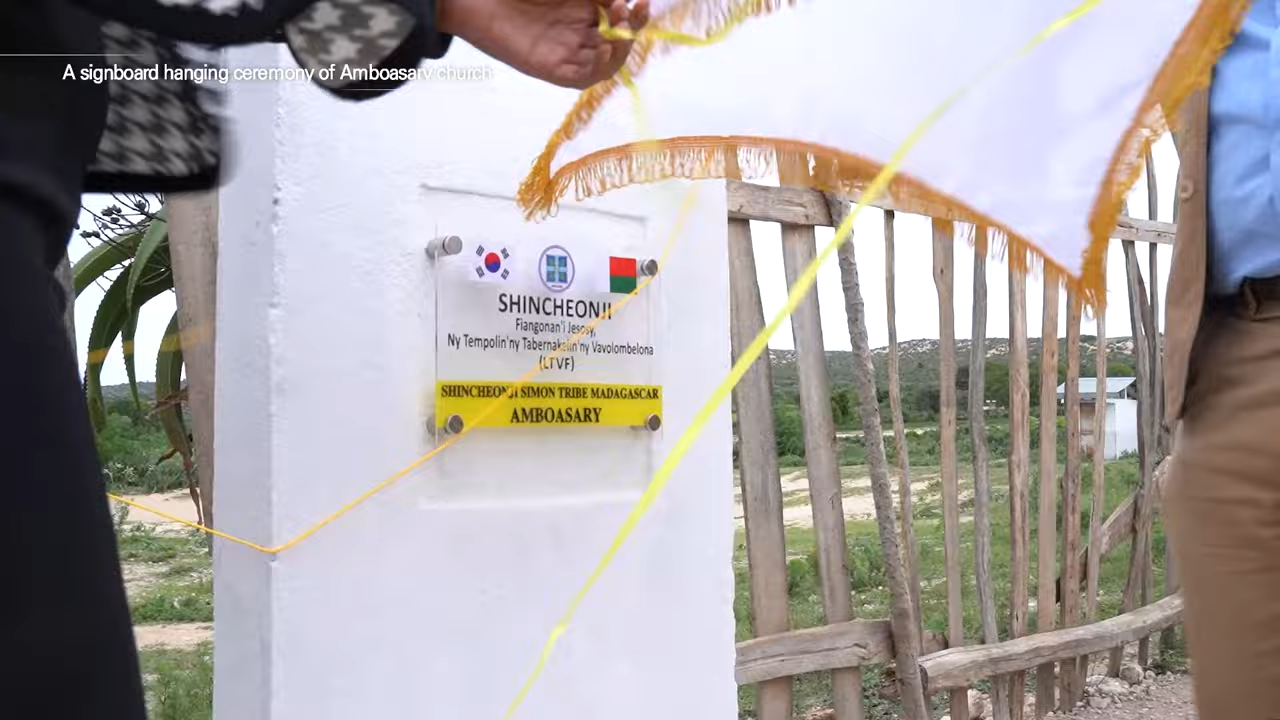 A signboard hanging ceremony of Amboasary church
SHINCHEONJI
Fiangonan'i Jesosy,
Ny Tempolin'ny Tabernakelin'ny Vavolombelona
(LTVF)
SHINCHEONJI SIMON TRIBE MADAGASCAR
AMBOASARY